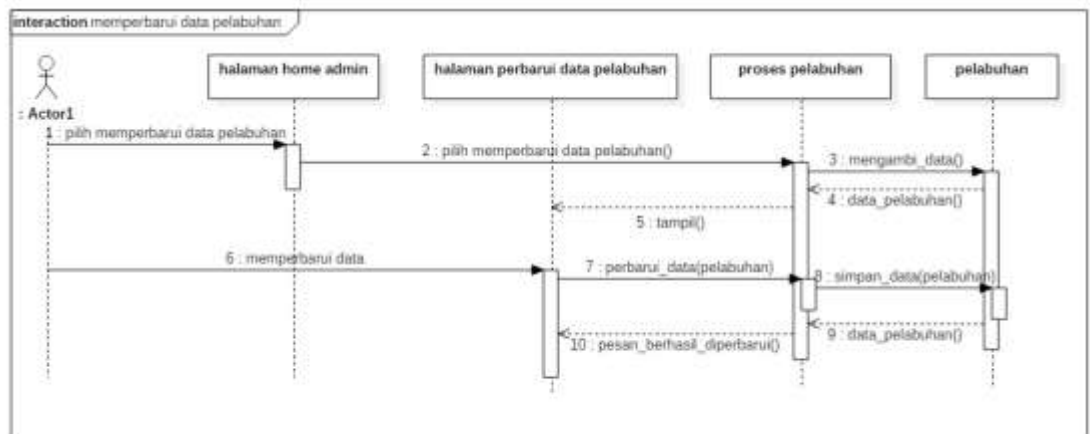 interaction memperbarui data pelabuhan
halaman home admin
halaman perbarui data pelabuhan
proses pelabuhan
pelabuhan
: Actor1
1 : pilih memperbarui data pelabuhan
2 : pilih memperbarui data pelabuhan()
3 : mengambi_data()
4 : data_pelabuhan()
5 : tampil()
6 : memperbarui data
7 : perbarui_data(pelabuhan)
8 : simpan_data(pelabuhan)
9 : data_pelabuhan()
10 : pesan_berhasil_diperbarui()